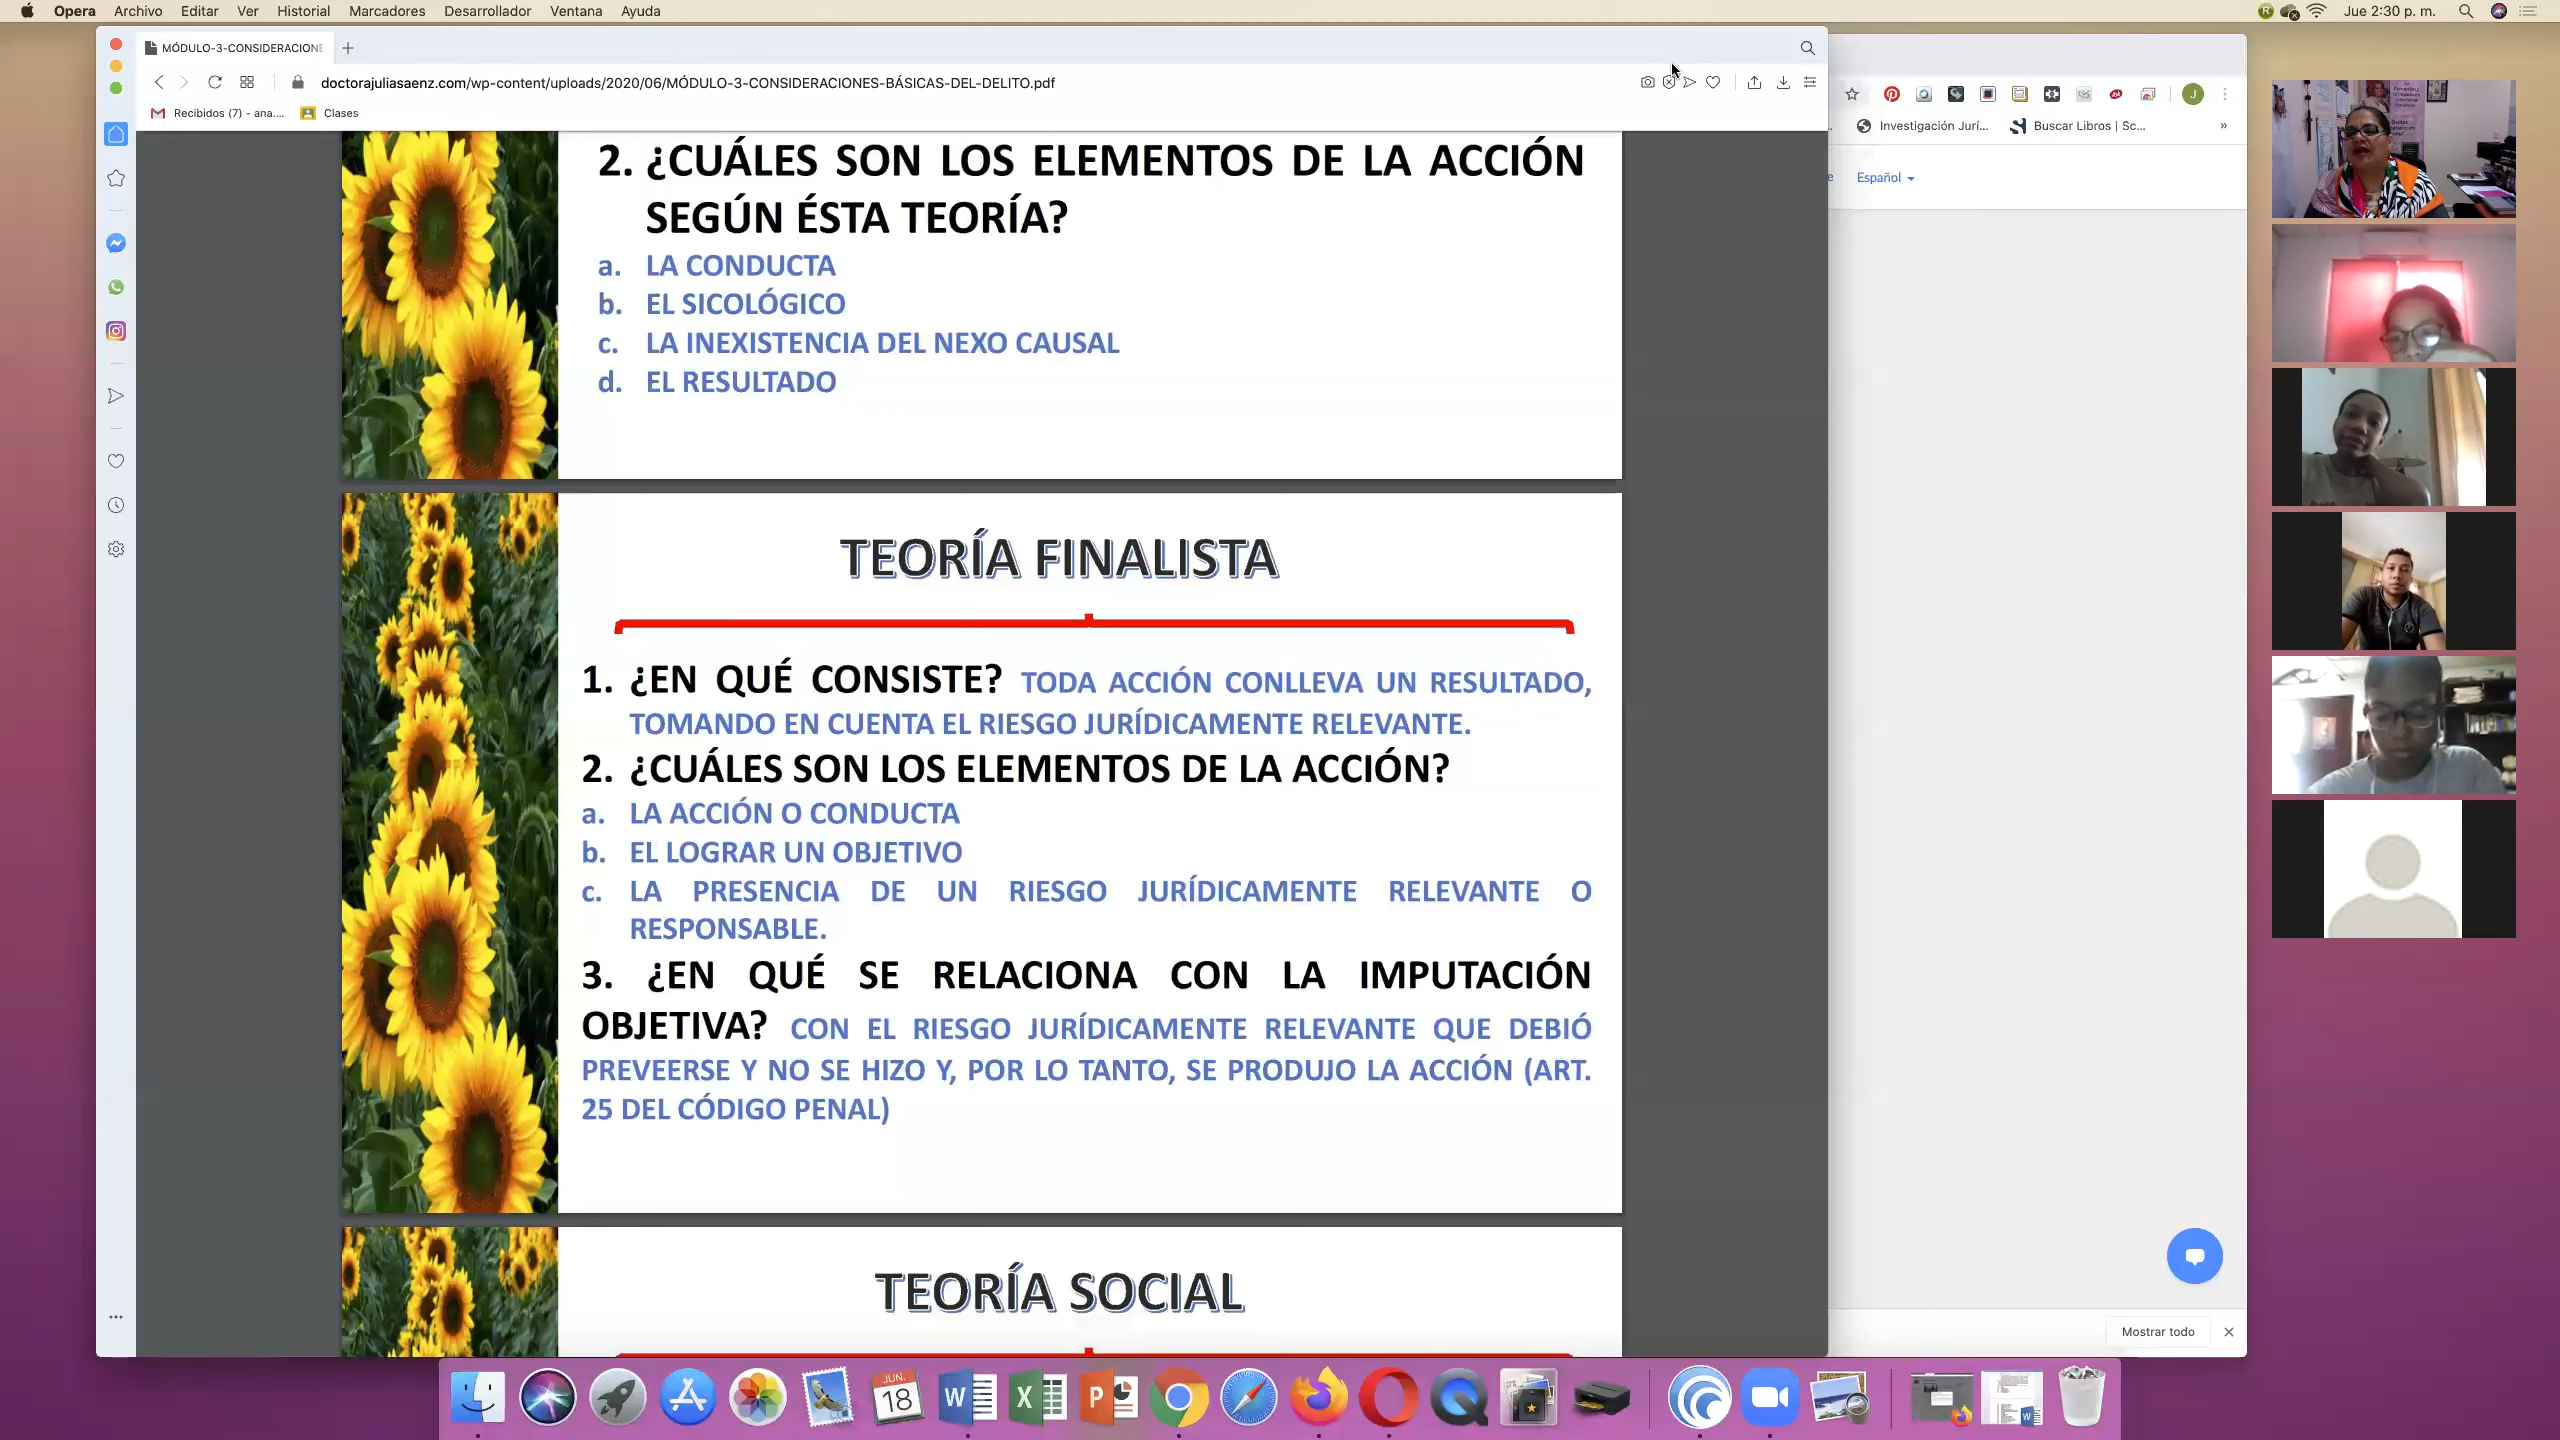 Opera Archivo Editar Ver Historial Marcadores Desarrollador Ventana Ayuda
Jue 2:30 p. m.
MÓDULO-3-CONSIDERACIONE
doctorajuliasaenz.com/wp-content/uploads/2020/06/MÓDULO-3-CONSIDERACIONES-BÁSICAS-DEL-DELITO.pdf
Recibidos (7) - ana.... Clases
J
Investigación Jurí... Buscar Libros | Sc... »
Español
2. ¿CUÁLES SON LOS ELEMENTOS DE LA ACCIÓN
SEGÚN ÉSTA TEORÍA?
a. LA CONDUCTA
b. EL SICOLÓGICO
c. LA INEXISTENCIA DEL NEXO CAUSAL
d. EL RESULTADO
TEORÍA FINALISTA
1. ¿EN QUÉ CONSISTE? TODA ACCIÓN CONLLEVA UN RESULTADO,
TOMANDO EN CUENTA EL RIESGO JURÍDICAMENTE RELEVANTE.
2. ¿CUÁLES SON LOS ELEMENTOS DE LA ACCIÓN?
a. LA ACCIÓN O CONDUCTA
b. EL LOGRAR UN OBJETIVO
c. LA PRESENCIA DE UN RIESGO JURÍDICAMENTE RELEVANTE O
RESPONSABLE.
3. ¿EN QUÉ SE RELACIONA CON LA IMPUTACIÓN
OBJETIVA? CON EL RIESGO JURÍDICAMENTE RELEVANTE QUE DEBIÓ
PREVEERSE Y NO SE HIZO Y, POR LO TANTO, SE PRODUJO LA ACCIÓN (ART.
25 DEL CÓDIGO PENAL)
TEORÍA SOCIAL
Mostrar todo
JUN.
18